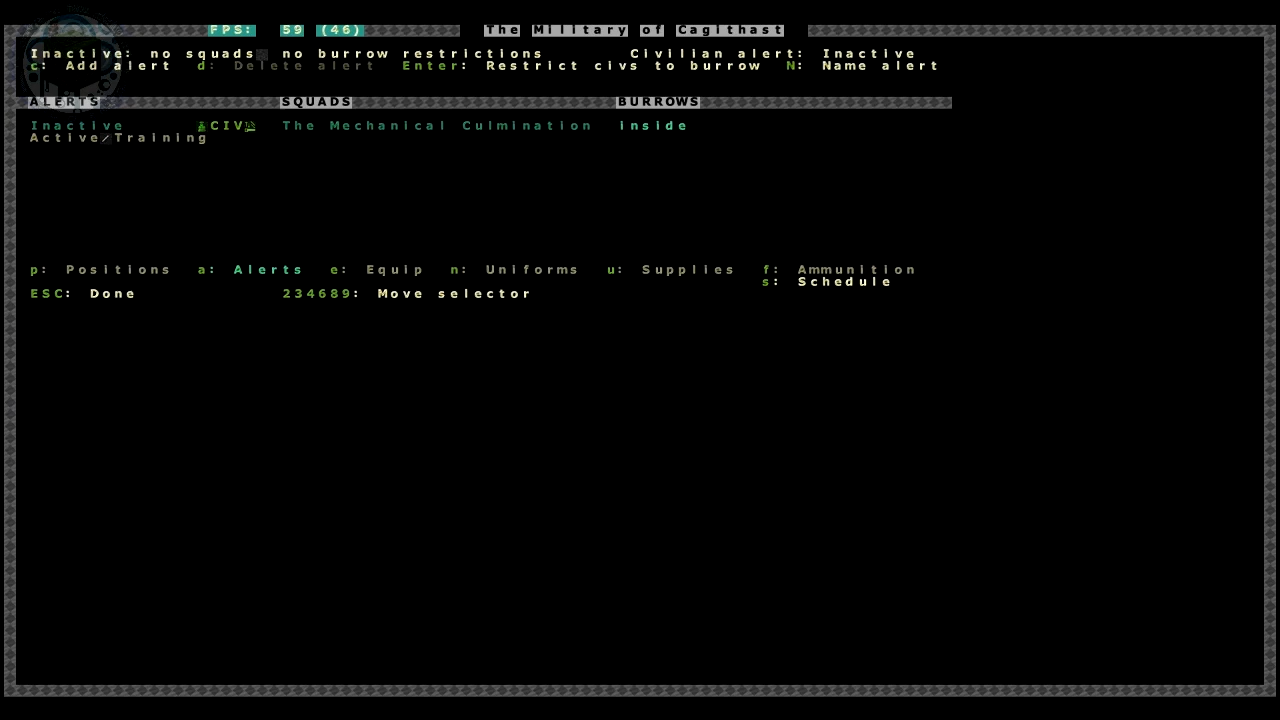 FPS: 59 (46) The Military of Cagithast
Inactive: no squads, no burrow restrictions Civilian alert: Inactive
c: Add alert d: Delete alert Enter: Restrict civs to burrow N: Name alert
ALERTS SQUADS BURROWS
Inactive CIV The Mechanical Culmination inside
Active/Training
p: Positions a: Alerts e: Equip n: Uniforms u: Supplies f: Ammunition
s: Schedule
ESC: Done 234689: Move selector